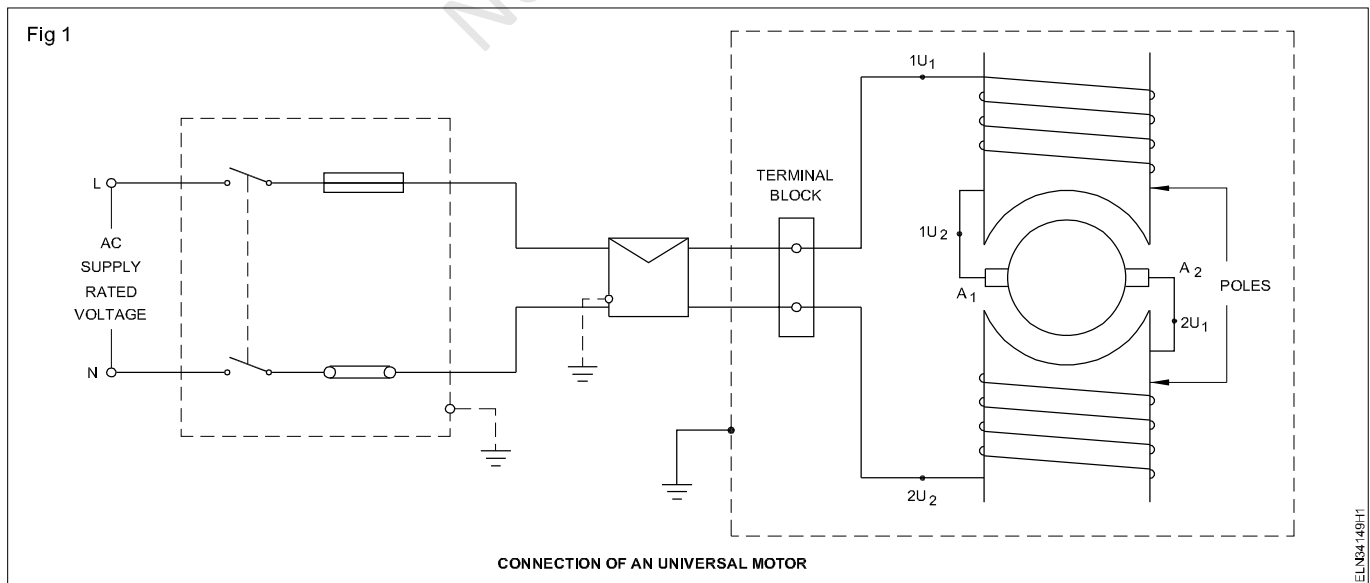 Fig 1
L
AC
SUPPLY
RATED
VOLTAGE
N
TERMINAL
BLOCK
1U1
1U2
A1
A2
2U1
POLES
2U2
CONNECTION OF AN UNIVERSAL MOTOR
ELN34149H1